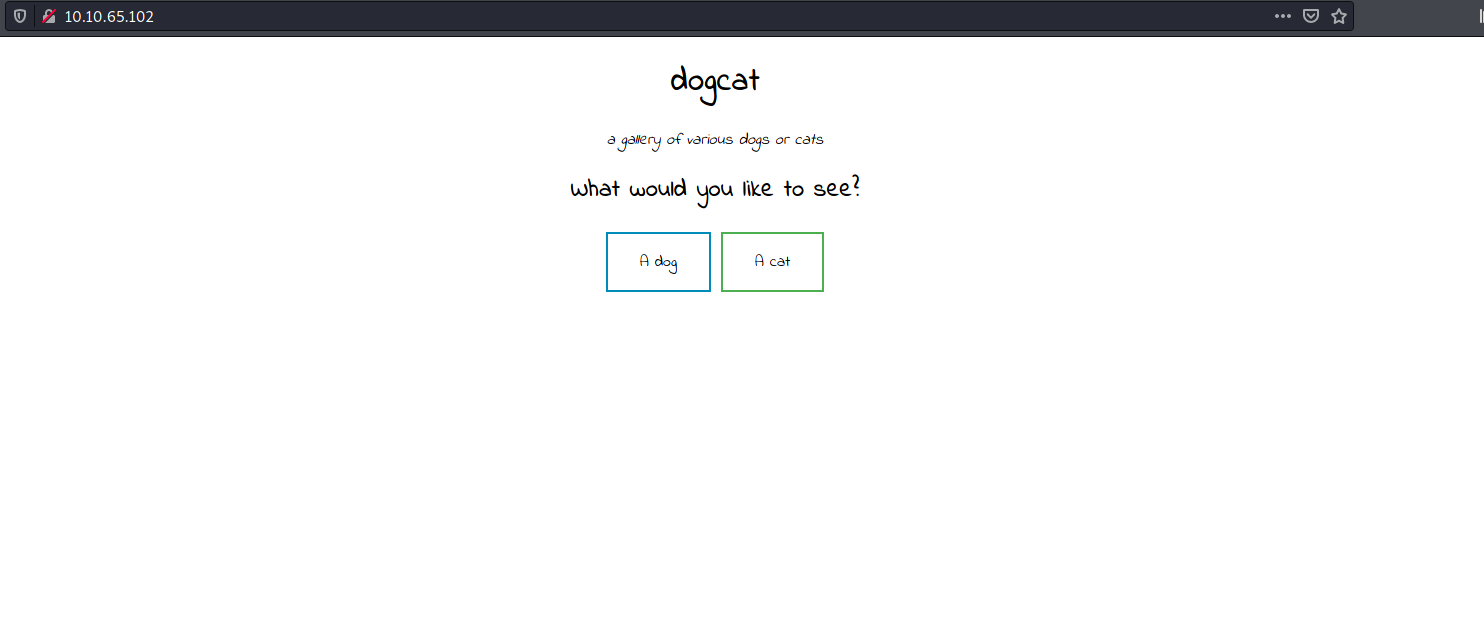 10.10.65.102
dogcat
a gallery of various dogs or cats
What would you like to see?
A dog
A cat